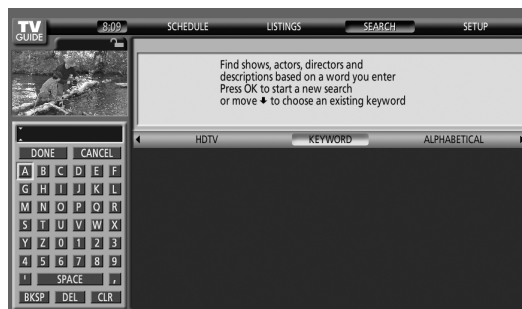 TV
GUIDE
8:09
SCHEDULE LISTINGS SEARCH SETUP
Find shows, actors, directors and
descriptions based on a word you enter
Press OK to start a new search
or move ⬇ to choose an existing keyword
HDTV KEYWORD ALPHABETICAL
DONE CANCEL
A B C D E F
G H I J K L
M N O P Q R
S T U V W X
Y Z 0 1 2 3
4 5 6 7 8 9
' SPACE ,
BKSP DEL CLR